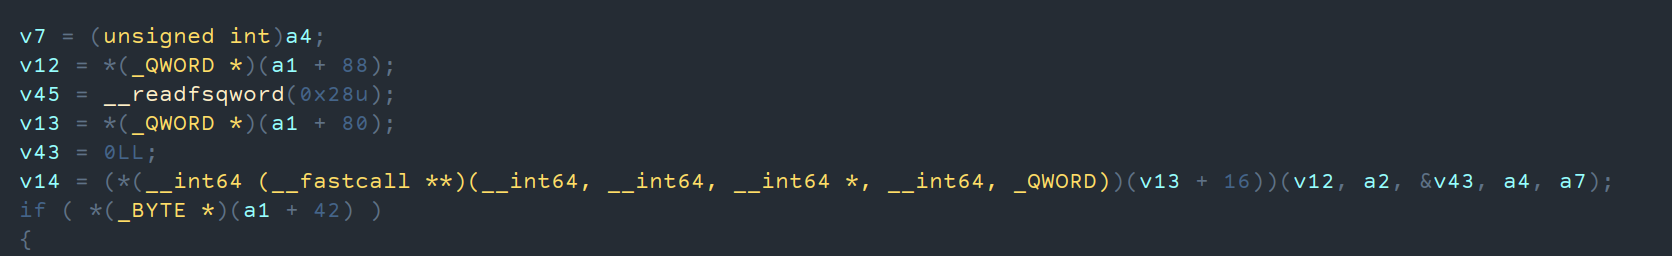 v7 = (unsigned int)a4;
v12 = *(_QWORD *)(a1 + 88);
v45 = __readfsqword(0x28u);
v13 = *(_QWORD *)(a1 + 80);
v43 = 0LL;
v14 = (*(__int64 (__fastcall **)(__int64, __int64, __int64 *, __int64, _QWORD))(v13 + 16))(v12, a2, &v43, a4, a7);
if ( *(_BYTE *)(a1 + 42) )
{